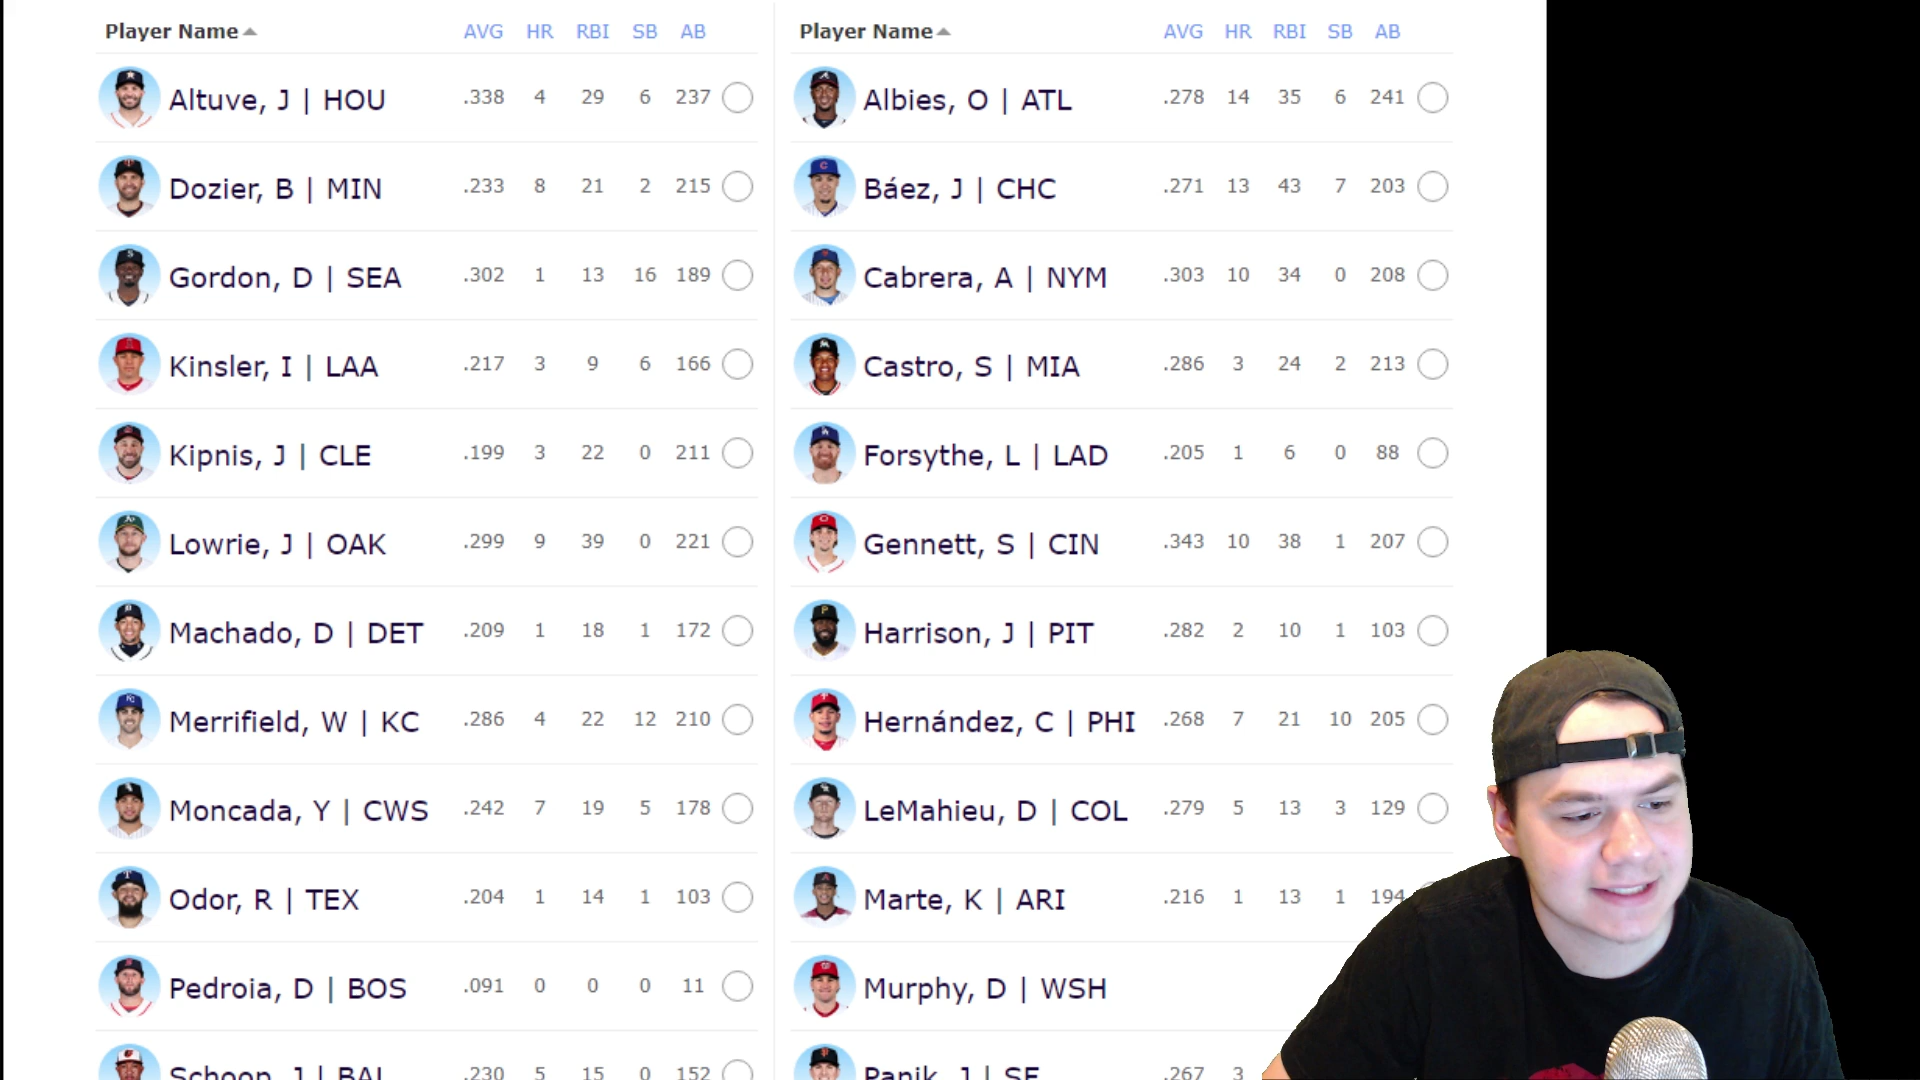 Player Name AVG HR RBI SB AB
Altuve, J | HOU .338 4 29 6 237
Dozier, B | MIN .233 8 21 2 215
Gordon, D | SEA .302 1 13 16 189
Kinsler, I | LAA .217 3 9 6 166
Kipnis, J | CLE .199 3 22 0 211
Lowrie, J | OAK .299 9 39 0 221
Machado, D | DET .209 1 18 1 172
Merrifield, W | KC .286 4 22 12 210
Moncada, Y | CWS .242 7 19 5 178
Odor, R | TEX .204 1 14 1 103
Pedroia, D | BOS .091 0 0 0 11
Schoop, J | BAL .230 5 15 0 152
Player Name AVG HR RBI SB AB
Albies, O | ATL .278 14 35 6 241
Báez, J | CHC .271 13 43 7 203
Cabrera, A | NYM .303 10 34 0 208
Castro, S | MIA .286 3 24 2 213
Forsythe, L | LAD .205 1 6 0 88
Gennett, S | CIN .343 10 38 1 207
Harrison, J | PIT .282 2 10 1 103
Hernández, C | PHI .268 7 21 10 205
LeMahieu, D | COL .279 5 13 3 129
Marte, K | ARI .216 1 13 1 194
Murphy, D | WSH
Panik, J | SF .267 3